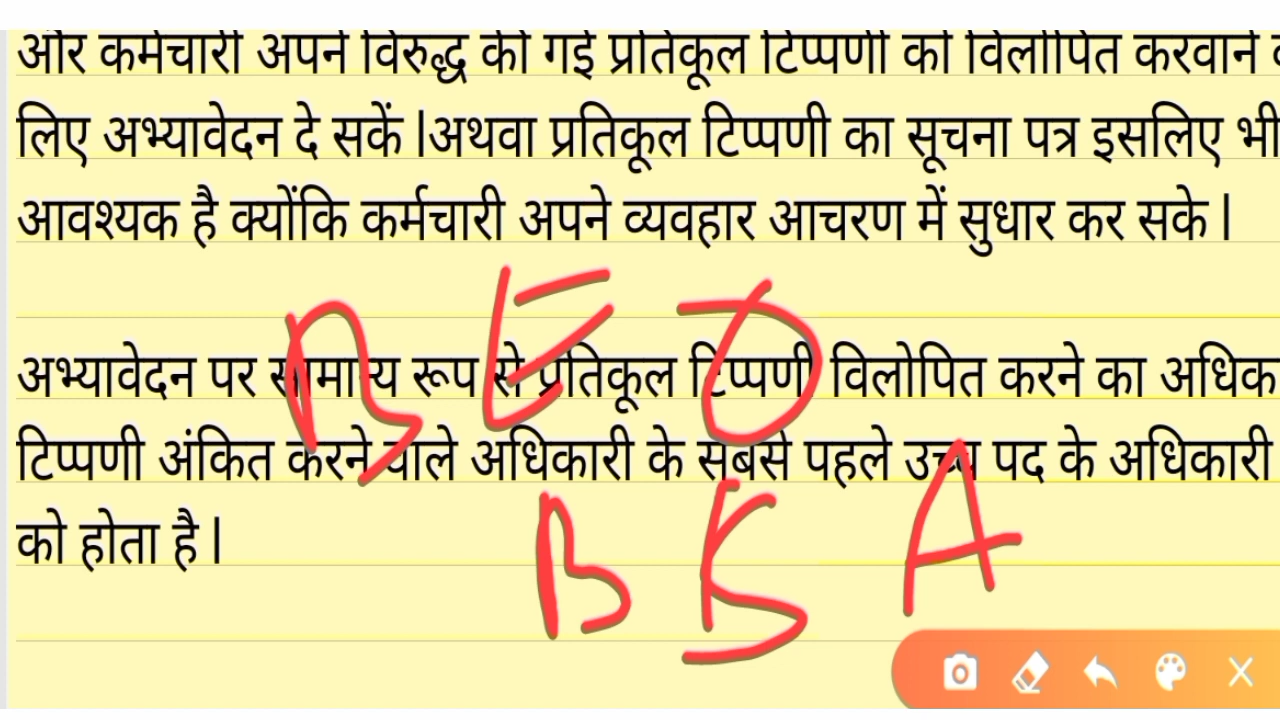 और कर्मचारी अपने विरुद्ध की गई प्रतिकूल टिप्पणी को विलोपित करवाने
लिए अभ्यावेदन दे सकें |अथवा प्रतिकूल टिप्पणी का सूचना पत्र इसलिए भी
आवश्यक है क्योंकि कर्मचारी अपने व्यवहार आचरण में सुधार कर सके |
BEO
अभ्यावेदन पर सामान्य रूप से प्रतिकूल टिप्पणी विलोपित करने का अधिक
टिप्पणी अंकित करने वाले अधिकारी के सबसे पहले उच्च पद के अधिकारी
को होता है |
BSA